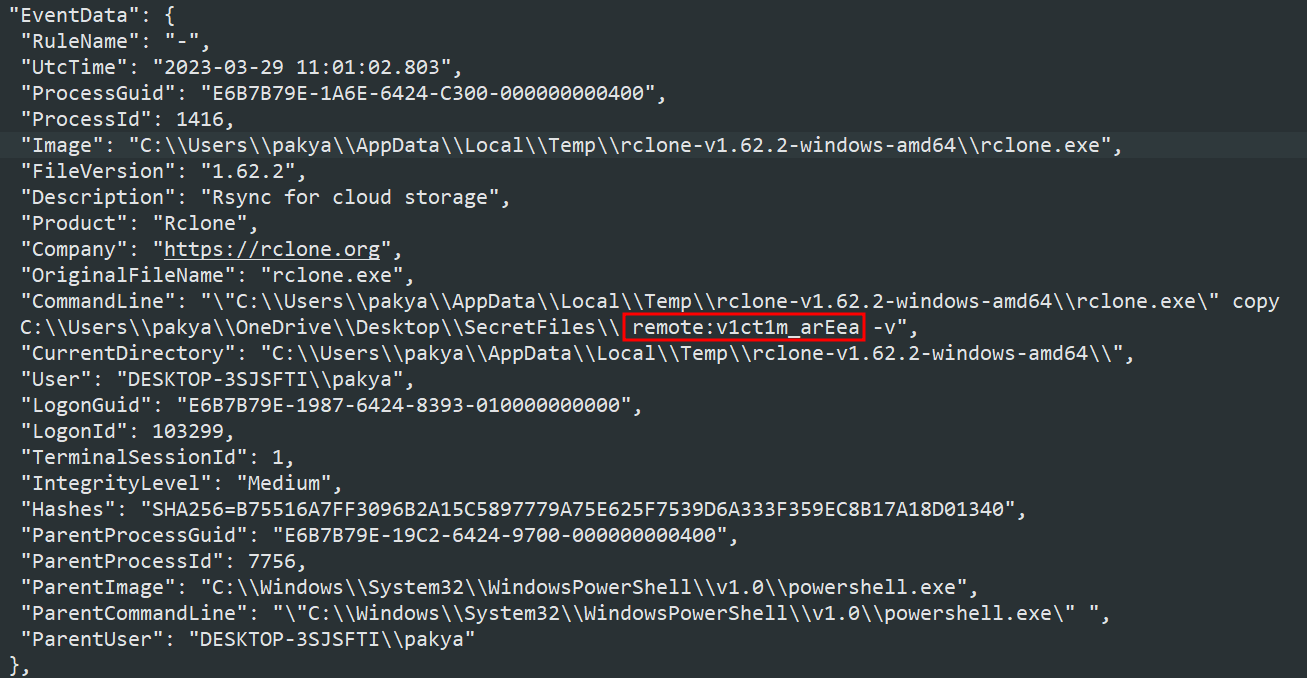 "EventData": {
"RuleName": "-",
"UtcTime": "2023-03-29 11:01:02.803",
"ProcessGuid": "E6B7B79E-1A6E-6424-C300-000000000400",
"ProcessId": 1416,
"Image": "C:\\Users\\pakya\\AppData\\Local\\Temp\\rclone-v1.62.2-windows-amd64\\rclone.exe",
"FileVersion": "1.62.2",
"Description": "Rsync for cloud storage",
"Product": "Rclone",
"Company": "https://rclone.org",
"OriginalFileName": "rclone.exe",
"CommandLine": "\"C:\\Users\\pakya\\AppData\\Local\\Temp\\rclone-v1.62.2-windows-amd64\\rclone.exe\" copy
C:\\Users\\pakya\\OneDrive\\Desktop\\SecretFiles\\ remote:v1ct1m_arEea -v",
"CurrentDirectory": "C:\\Users\\pakya\\AppData\\Local\\Temp\\rclone-v1.62.2-windows-amd64\\",
"User": "DESKTOP-3SJSFTI\\pakya",
"LogonGuid": "E6B7B79E-1987-6424-8393-010000000000",
"LogonId": 103299,
"TerminalSessionId": 1,
"IntegrityLevel": "Medium",
"Hashes": "SHA256=B75516A7FF3096B2A15C5897779A75E625F7539D6A333F359EC8B17A18D01340",
"ParentProcessGuid": "E6B7B79E-19C2-6424-9700-000000000400",
"ParentProcessId": 7756,
"ParentImage": "C:\\Windows\\System32\\WindowsPowerShell\\v1.0\\powershell.exe",
"ParentCommandLine": "\"C:\\Windows\\System32\\WindowsPowerShell\\v1.0\\powershell.exe\" ",
"ParentUser": "DESKTOP-3SJSFTI\\pakya"
},